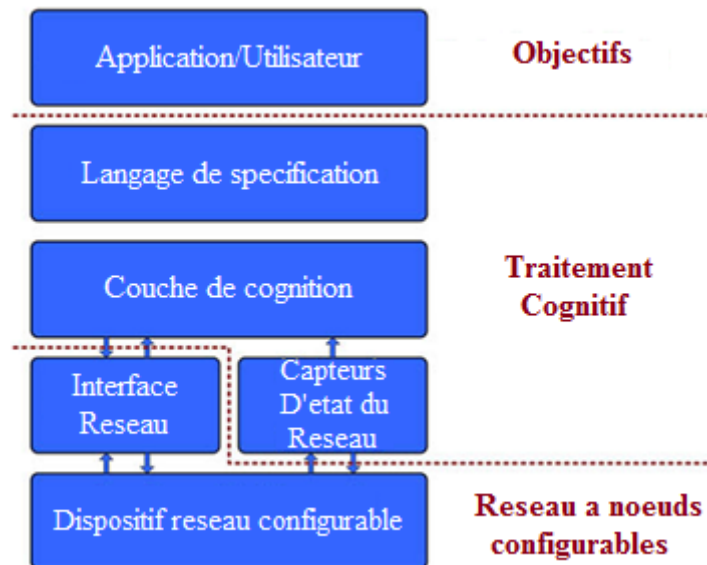 Application/Utilisateur
Objectifs
Langage de specification
Couche de cognition
Traitement
Cognitif
Interface
Reseau
Capteurs
D'etat du
Reseau
Dispositif reseau configurable
Reseau a noeuds
configurables